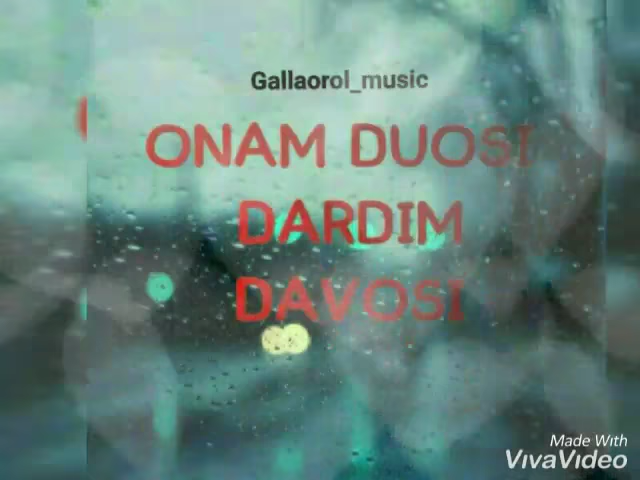 Gallaorol_music
ONAM DUOSI
DARDIM
DAVOSI
Made With
VivaVideo